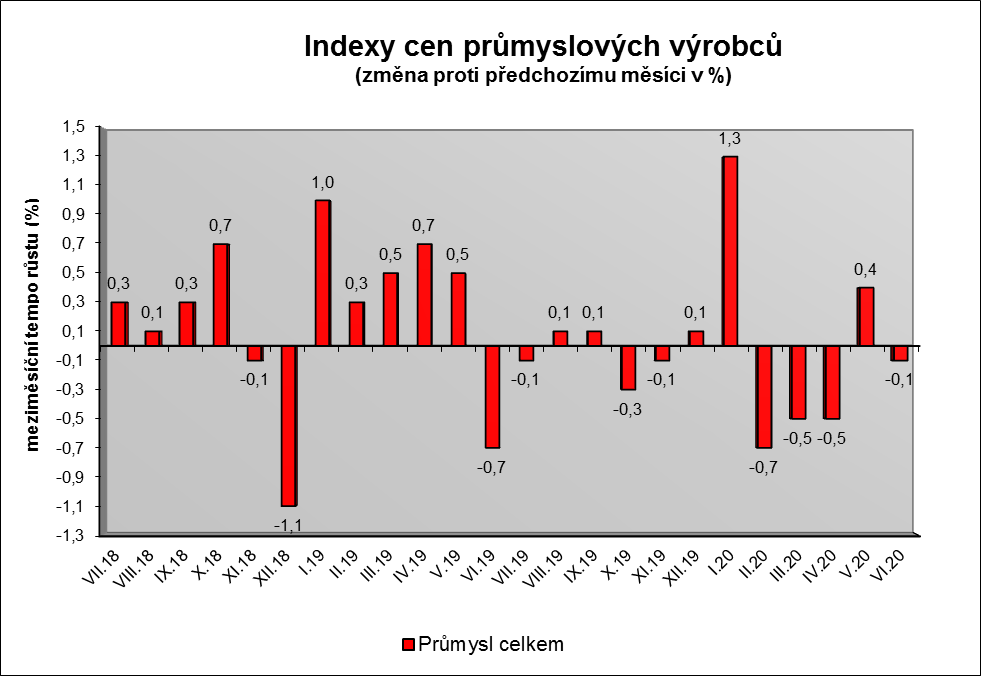 Indexy cen průmyslových výrobců
(změna proti předchozímu měsíci v %)
meziměsíční tempo růstu (%)
1,5
1,3
1,1
0,9
0,7
0,5
0,3
0,1
-0,1
-0,3
-0,5
-0,7
-0,9
-1,1
-1,3
0,3
0,1
0,3
0,7
-0,1
-1,1
1,0
0,3
0,5
0,7
0,5
-0,7
-0,1
0,1
0,1
-0,3
-0,1
0,1
1,3
-0,7
-0,5
-0,5
0,4
-0,1
VII.18
VIII.18
IX.18
X.18
XI.18
XII.18
I.19
II.19
III.19
IV.19
V.19
VI.19
VII.19
VIII.19
IX.19
X.19
XI.19
XII.19
I.20
II.20
III.20
IV.20
V.20
VI.20
Průmysl celkem